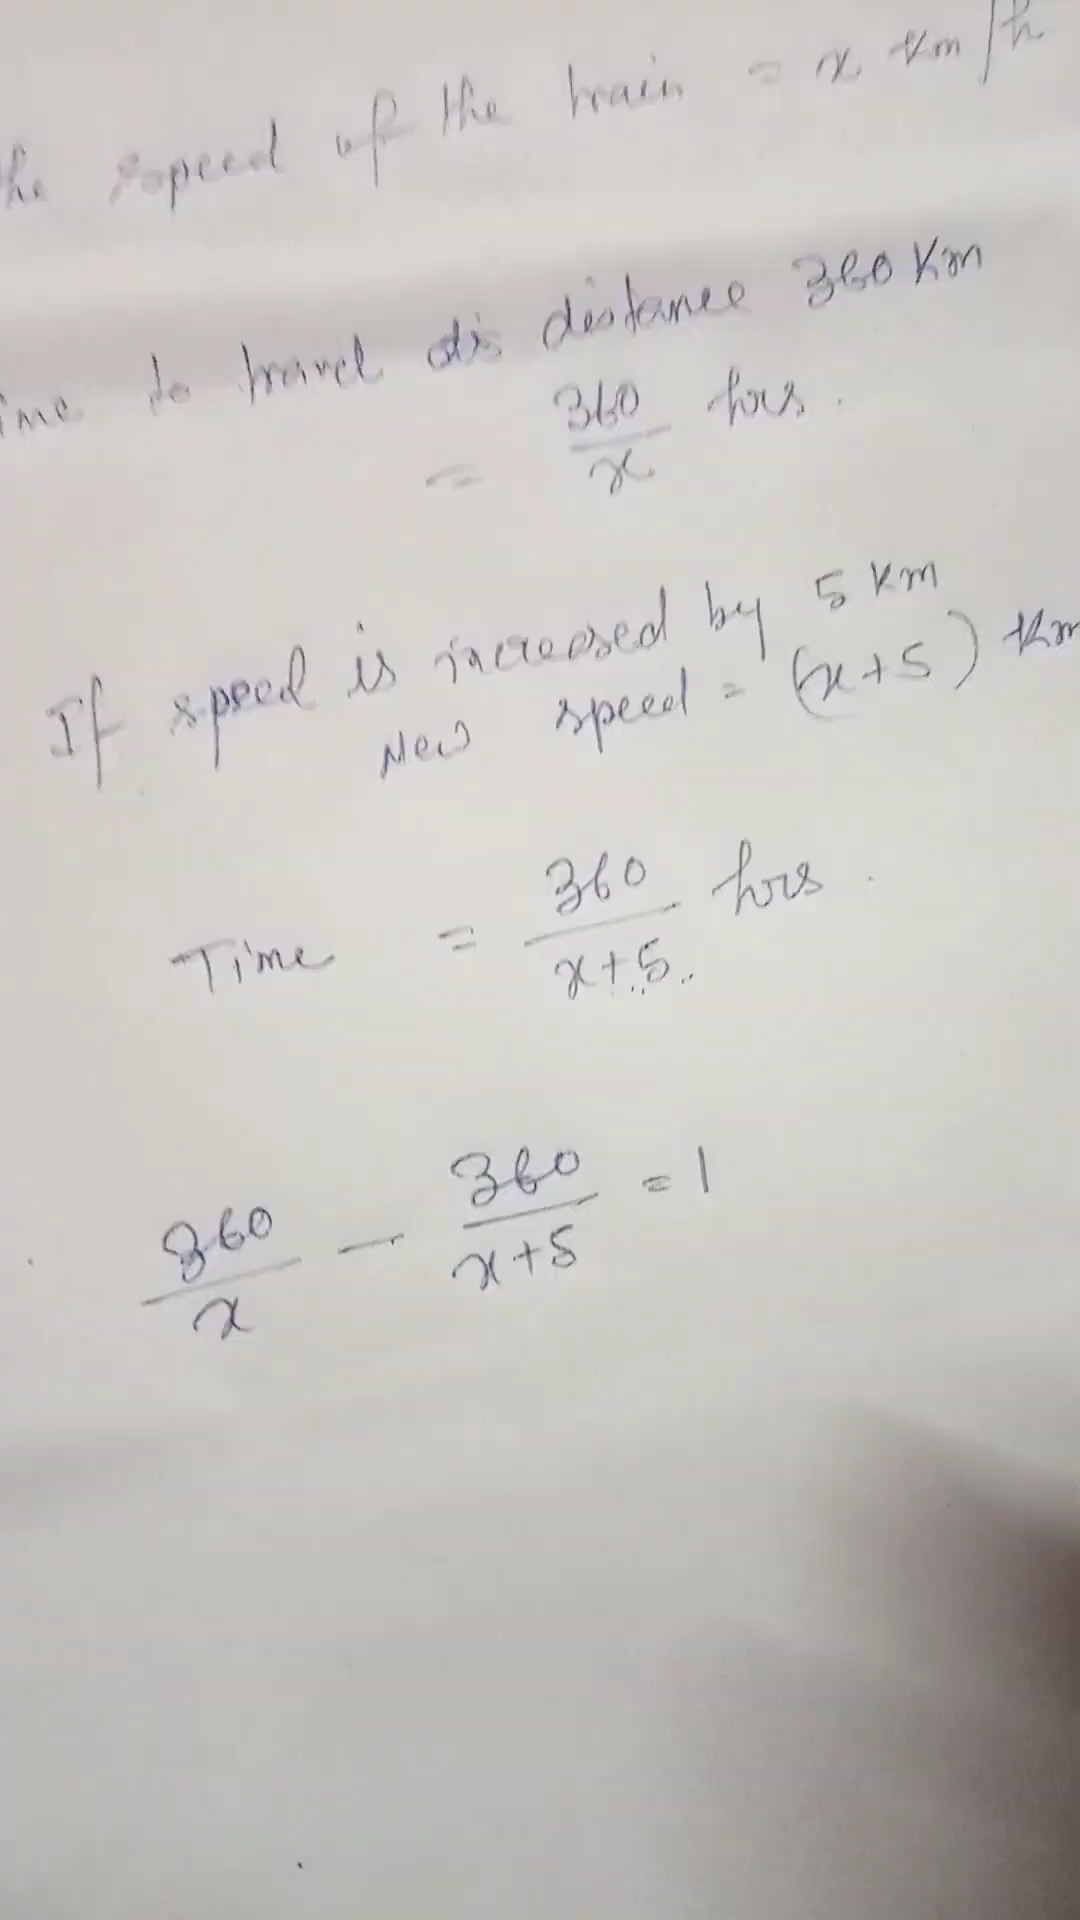 he speed of the train = x km/h
ime to travel dis distance 360 Km
= 360/x hrs.
If speed is increased by 5 Km
New speed = (x+5) Km
Time = 360/x+5 hrs.
360/x - 360/x+5 = 1